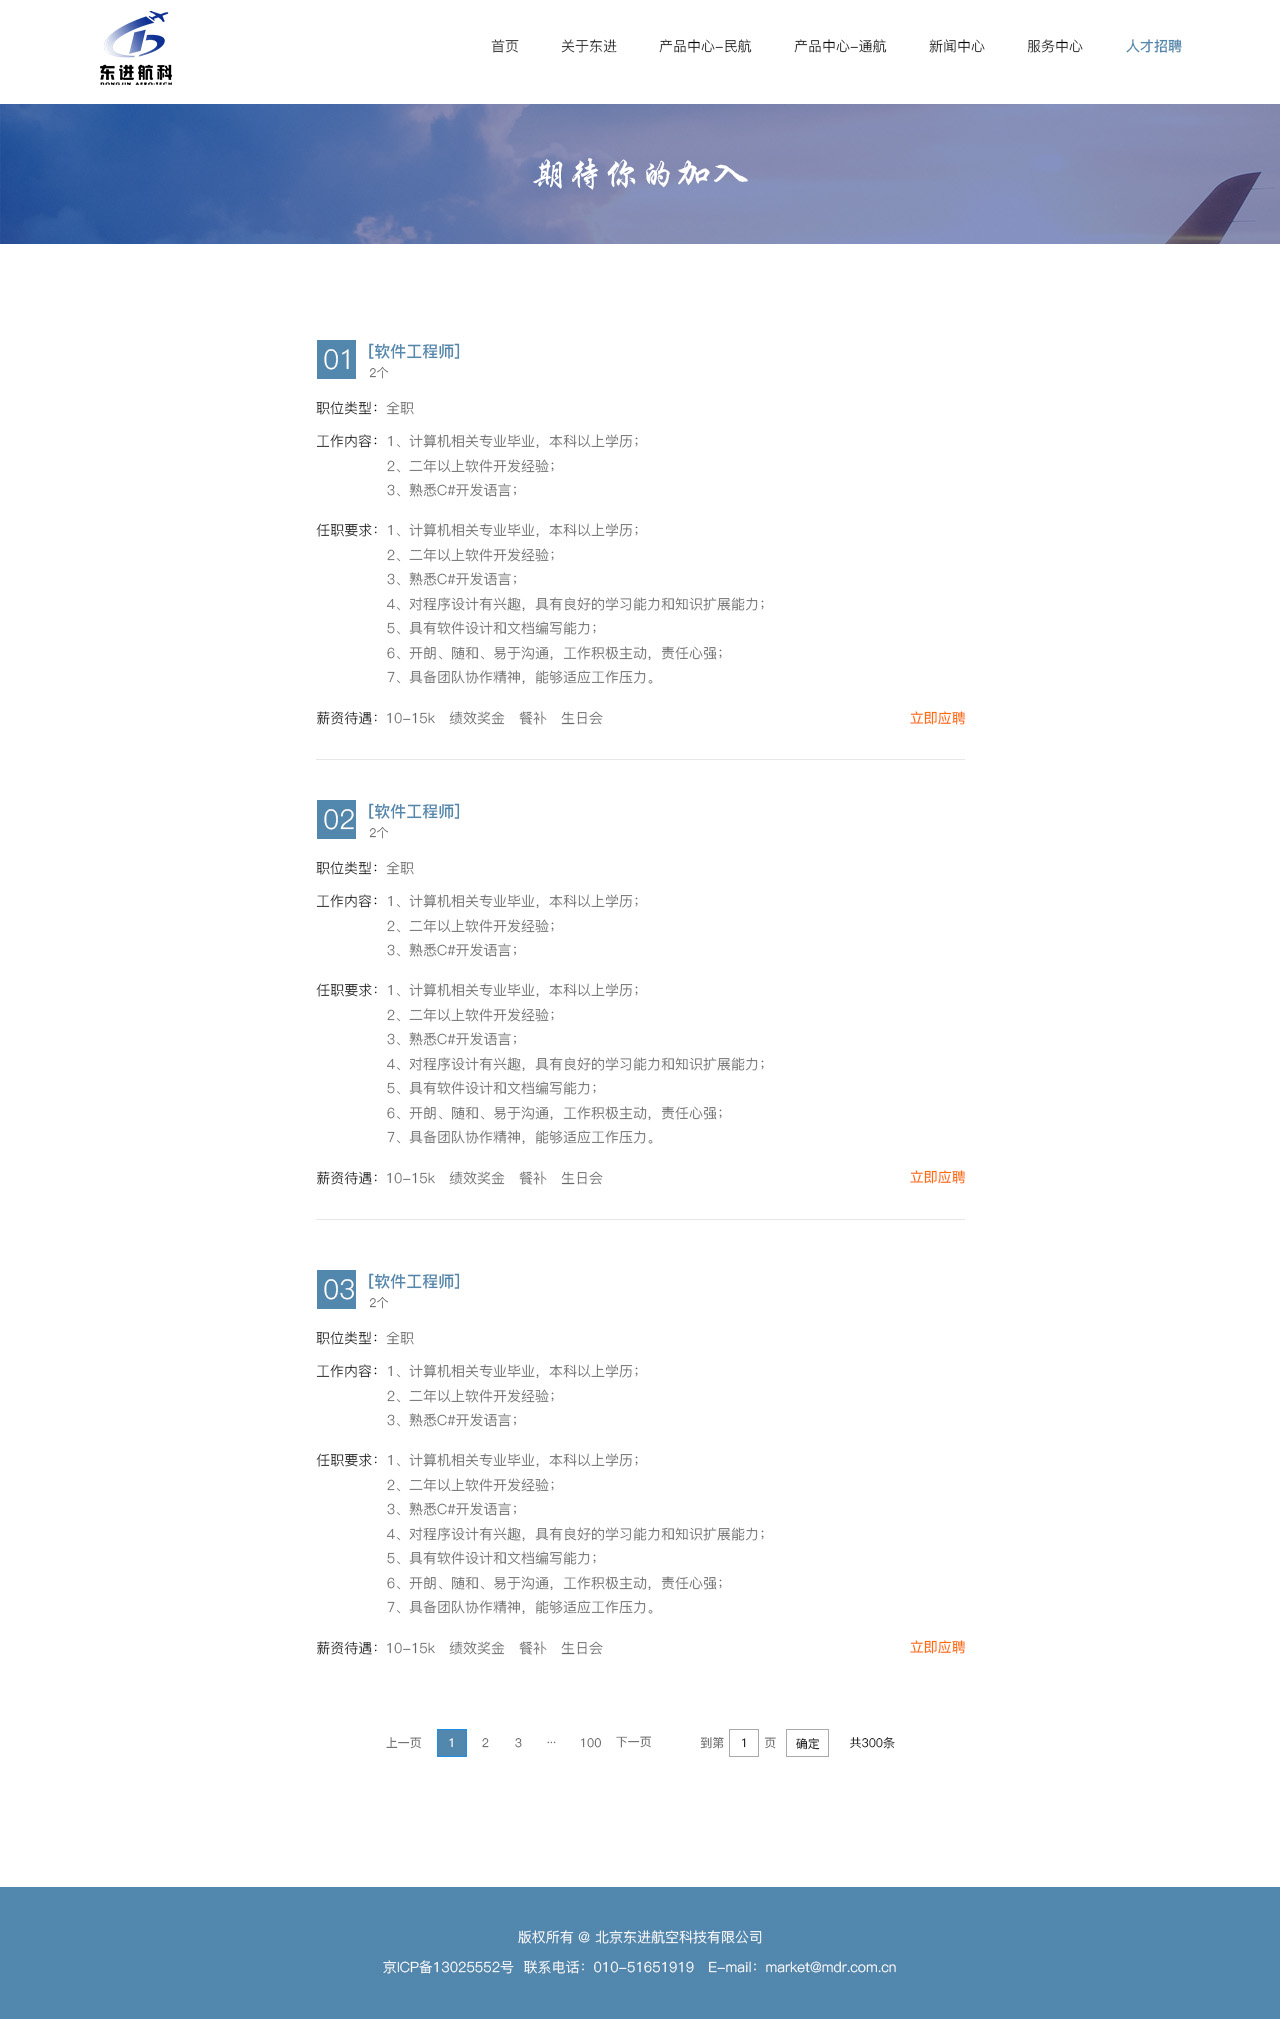 东进航科
DONGJIN AERO-TECH
首页 关于东进 产品中心-民航 产品中心-通航 新闻中心 服务中心 人才招聘
期待你的加入
01 [软件工程师]
2个
职位类型：全职
工作内容：1、计算机相关专业毕业，本科以上学历；
2、二年以上软件开发经验；
3、熟悉C#开发语言；
任职要求：1、计算机相关专业毕业，本科以上学历；
2、二年以上软件开发经验；
3、熟悉C#开发语言；
4、对程序设计有兴趣，具有良好的学习能力和知识扩展能力；
5、具有软件设计和文档编写能力；
6、开朗、随和、易于沟通，工作积极主动，责任心强；
7、具备团队协作精神，能够适应工作压力。
薪资待遇：10-15k 绩效奖金 餐补 生日会 立即应聘
02 [软件工程师]
2个
职位类型：全职
工作内容：1、计算机相关专业毕业，本科以上学历；
2、二年以上软件开发经验；
3、熟悉C#开发语言；
任职要求：1、计算机相关专业毕业，本科以上学历；
2、二年以上软件开发经验；
3、熟悉C#开发语言；
4、对程序设计有兴趣，具有良好的学习能力和知识扩展能力；
5、具有软件设计和文档编写能力；
6、开朗、随和、易于沟通，工作积极主动，责任心强；
7、具备团队协作精神，能够适应工作压力。
薪资待遇：10-15k 绩效奖金 餐补 生日会 立即应聘
03 [软件工程师]
2个
职位类型：全职
工作内容：1、计算机相关专业毕业，本科以上学历；
2、二年以上软件开发经验；
3、熟悉C#开发语言；
任职要求：1、计算机相关专业毕业，本科以上学历；
2、二年以上软件开发经验；
3、熟悉C#开发语言；
4、对程序设计有兴趣，具有良好的学习能力和知识扩展能力；
5、具有软件设计和文档编写能力；
6、开朗、随和、易于沟通，工作积极主动，责任心强；
7、具备团队协作精神，能够适应工作压力。
薪资待遇：10-15k 绩效奖金 餐补 生日会 立即应聘
上一页 1 2 3 ... 100 下一页 到第 1 页 确定 共300条
版权所有 @ 北京东进航空科技有限公司
京ICP备13025552号 联系电话：010-51651919 E-mail：market@mdr.com.cn